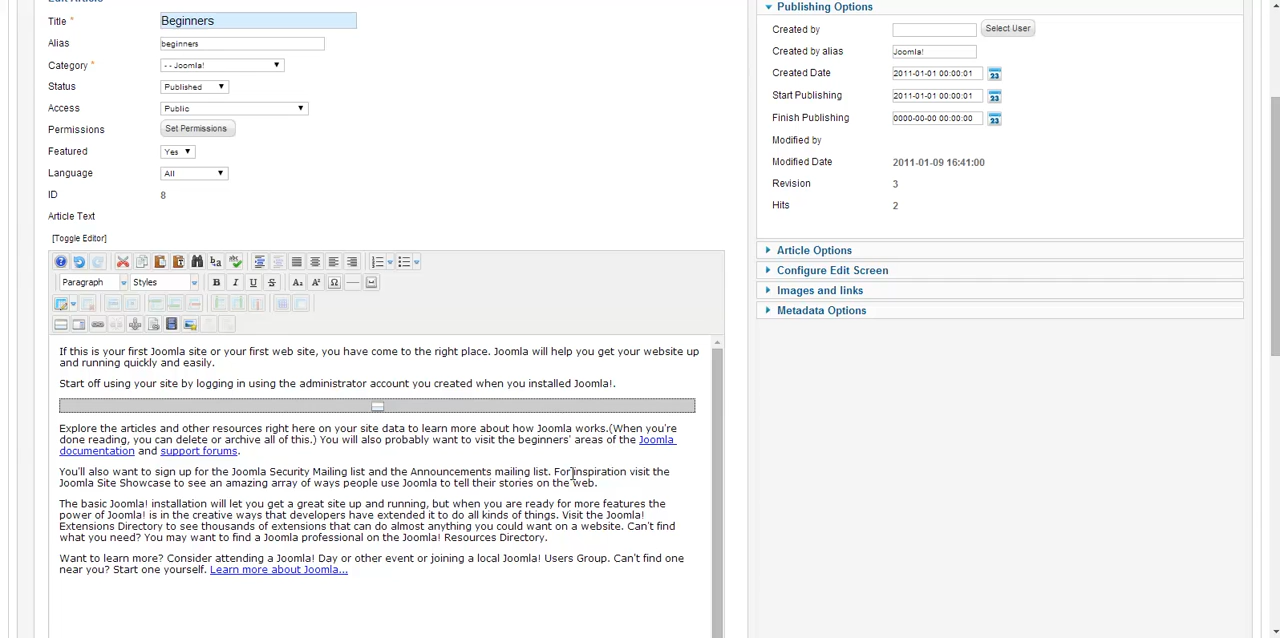 Title *
Beginners
Alias
beginners
Category *
- - Joomla!
Status
Published
Access
Public
Permissions
Set Permissions
Featured
Yes
Language
All
ID
8
Article Text
[Toggle Editor]
Paragraph
Styles
B I U S
If this is your first Joomla site or your first web site, you have come to the right place. Joomla will help you get your website up
and running quickly and easily.
Start off using your site by logging in using the administrator account you created when you installed Joomla!.
Explore the articles and other resources right here on your site data to learn more about how Joomla works.(When you're
done reading, you can delete or archive all of this.) You will also probably want to visit the beginners' areas of the Joomla
documentation and support forums.
You'll also want to sign up for the Joomla Security Mailing list and the Announcements mailing list. For inspiration visit the
Joomla Site Showcase to see an amazing array of ways people use Joomla to tell their stories on the web.
The basic Joomla! installation will let you get a great site up and running, but when you are ready for more features the
power of Joomla! is in the creative ways that developers have extended it to do all kinds of things. Visit the Joomla!
Extensions Directory to see thousands of extensions that can do almost anything you could want on a website. Can't find
what you need? You may want to find a Joomla professional on the Joomla! Resources Directory.
Want to learn more? Consider attending a Joomla! Day or other event or joining a local Joomla! Users Group. Can't find one
near you? Start one yourself. Learn more about Joomla...
Publishing Options
Created by
Select User
Created by alias
Joomla!
Created Date
2011-01-01 00:00:01
23
Start Publishing
2011-01-01 00:00:01
23
Finish Publishing
0000-00-00 00:00:00
23
Modified by
Modified Date
2011-01-09 16:41:00
Revision
3
Hits
2
Article Options
Configure Edit Screen
Images and links
Metadata Options